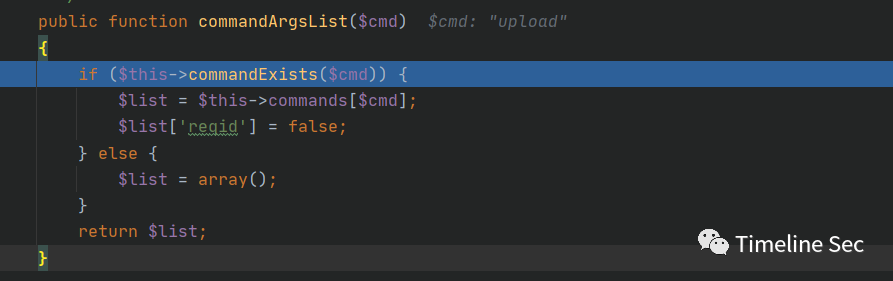 public function commandArgsList($cmd)  $cmd: "upload"
{
    if ($this->commandExists($cmd)) {
        $list = $this->commands[$cmd];
        $list['reqid'] = false;
    } else {
        $list = array();
    }
    return $list;
}
Timeline Sec